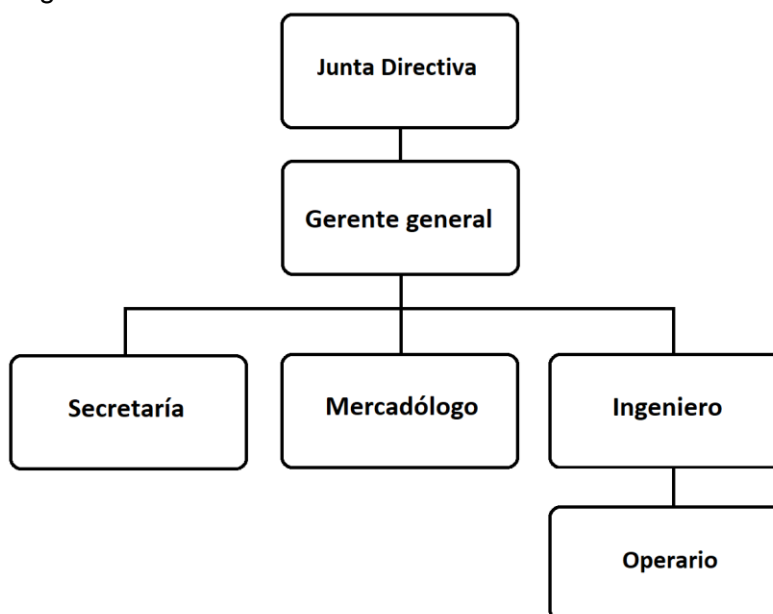 Junta Directiva
Gerente general
Secretaría
Mercadólogo
Ingeniero
Operario